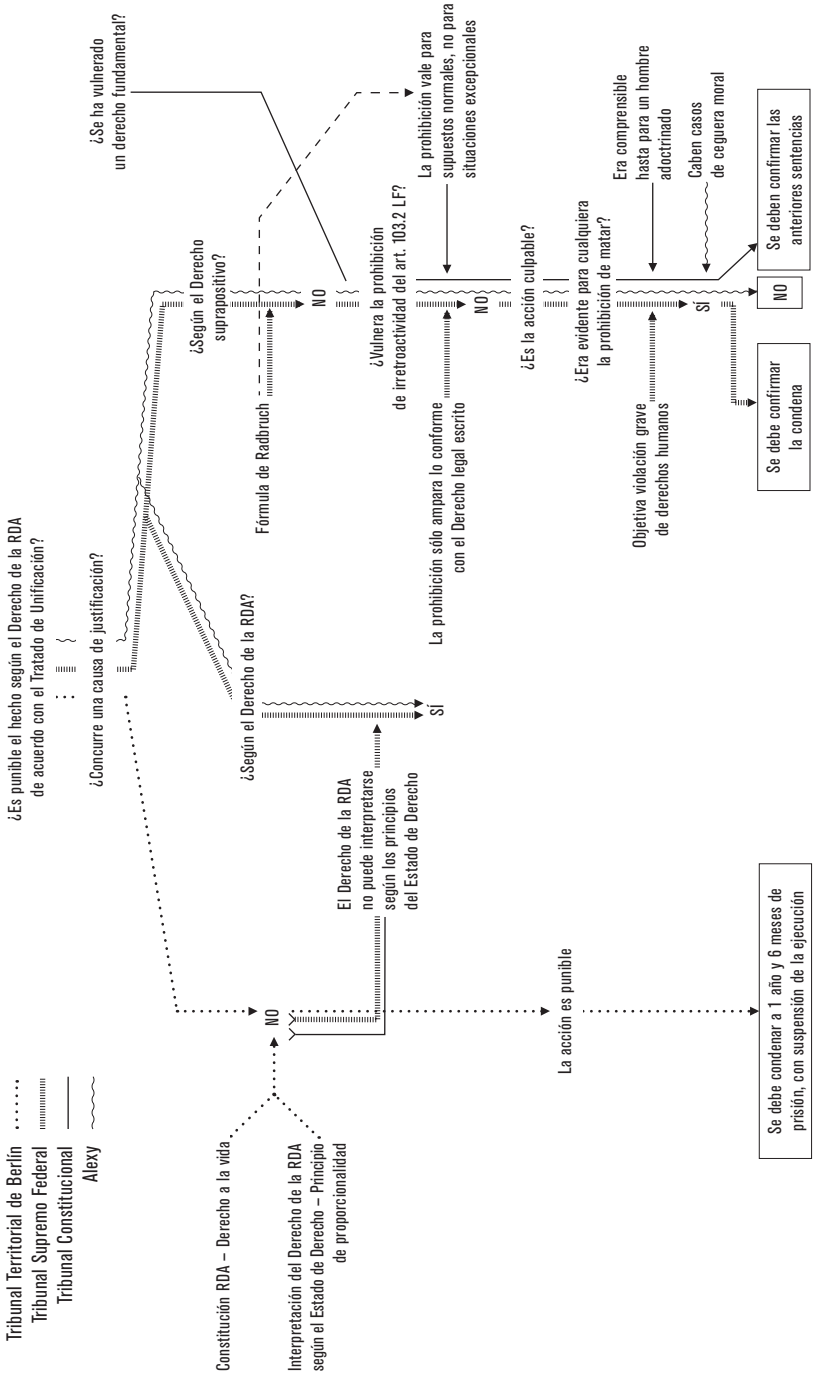 Tribunal Territorial de Berlín
Tribunal Supremo Federal
Tribunal Constitucional
Alexy
¿Es punible el hecho según el Derecho de la RDA
de acuerdo con el Tratado de Unificación?
¿Concurre una causa de justificación?
¿Según el Derecho de la RDA?
¿Según el Derecho
suprapositivo?
¿Se ha vulnerado
un derecho fundamental?
Constitución RDA – Derecho a la vida
Interpretación del Derecho de la RDA
según el Estado de Derecho – Principio
de proporcionalidad
NO
El Derecho de la RDA
no puede interpretarse
según los principios
del Estado de Derecho
SÍ
Fórmula de Radbruch
NO
¿Vulnera la prohibición
de irretroactividad del art. 103.2 LF?
La prohibición sólo ampara lo conforme
con el Derecho legal escrito
La prohibición vale para
supuestos normales, no para
situaciones excepcionales
NO
¿Es la acción culpable?
¿Era evidente para cualquiera
la prohibición de matar?
Objetiva violación grave
de derechos humanos
Era comprensible
hasta para un hombre
adoctrinado
Caben casos
de ceguera moral
SÍ
La acción es punible
Se debe condenar a 1 año y 6 meses de
prisión, con suspensión de la ejecución
Se debe confirmar
la condena
NO
Se deben confirmar las
anteriores sentencias